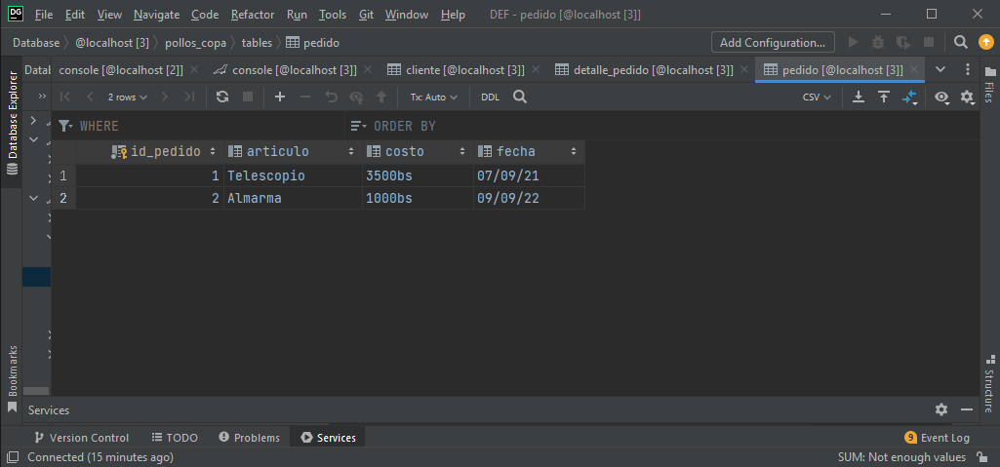 DG File Edit View Navigate Code Refactor Run Tools Git Window Help DEF - pedido [@localhost [3]]
Database @localhost [3] pollos_copa tables pedido Add Configuration...
Datab console [@localhost [2]] console [@localhost [3]] cliente [@localhost [3]] detalle_pedido [@localhost [3]] pedido [@localhost [3]]
2 rows Tx: Auto DDL CSV
WHERE ORDER BY
id_pedido articulo costo fecha
1 1 Telescopio 3500bs 07/09/21
2 2 Almarma 1000bs 09/09/22
Database Explorer
Bookmarks
Files
Structure
Services
Version Control TODO Problems Services 9 Event Log
Connected (15 minutes ago) SUM: Not enough values